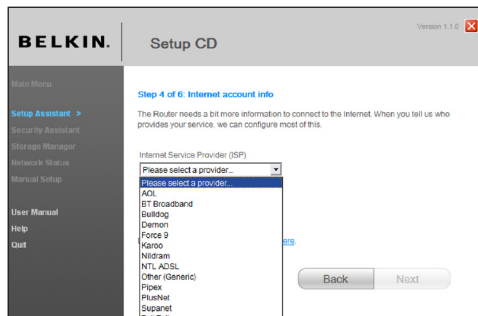 BELKIN.
Setup CD
Version 1.1.0
Main Menu
Setup Assistant >
Security Assistant
Storage Manager
Network Status
Manual Setup
User Manual
Help
Quit
Step 4 of 6: Internet account info
The Router needs a bit more information to connect to the Internet. When you tell us who
provides your service, we can configure most of this.
Internet Service Provider (ISP)
Please select a provider...
Please select a provider...
AOL
BT Broadband
Bulldog
Demon
Force 9
Karoo
Nildram
NTL ADSL
Other (Generic)
Pipex
PlusNet
Supanet
ere.
Back
Next